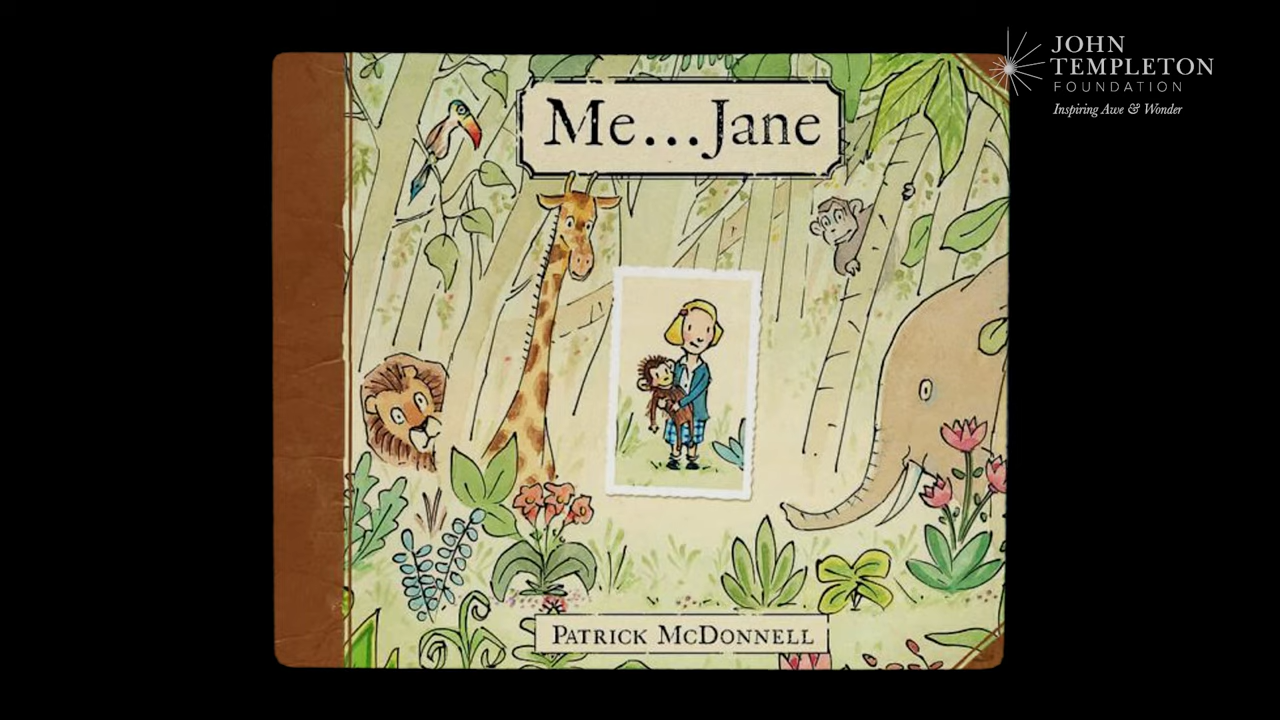 JOHN
TEMPLETON
FOUNDATION
Inspiring Awe & Wonder
Me...Jane
PATRICK MCDONNELL